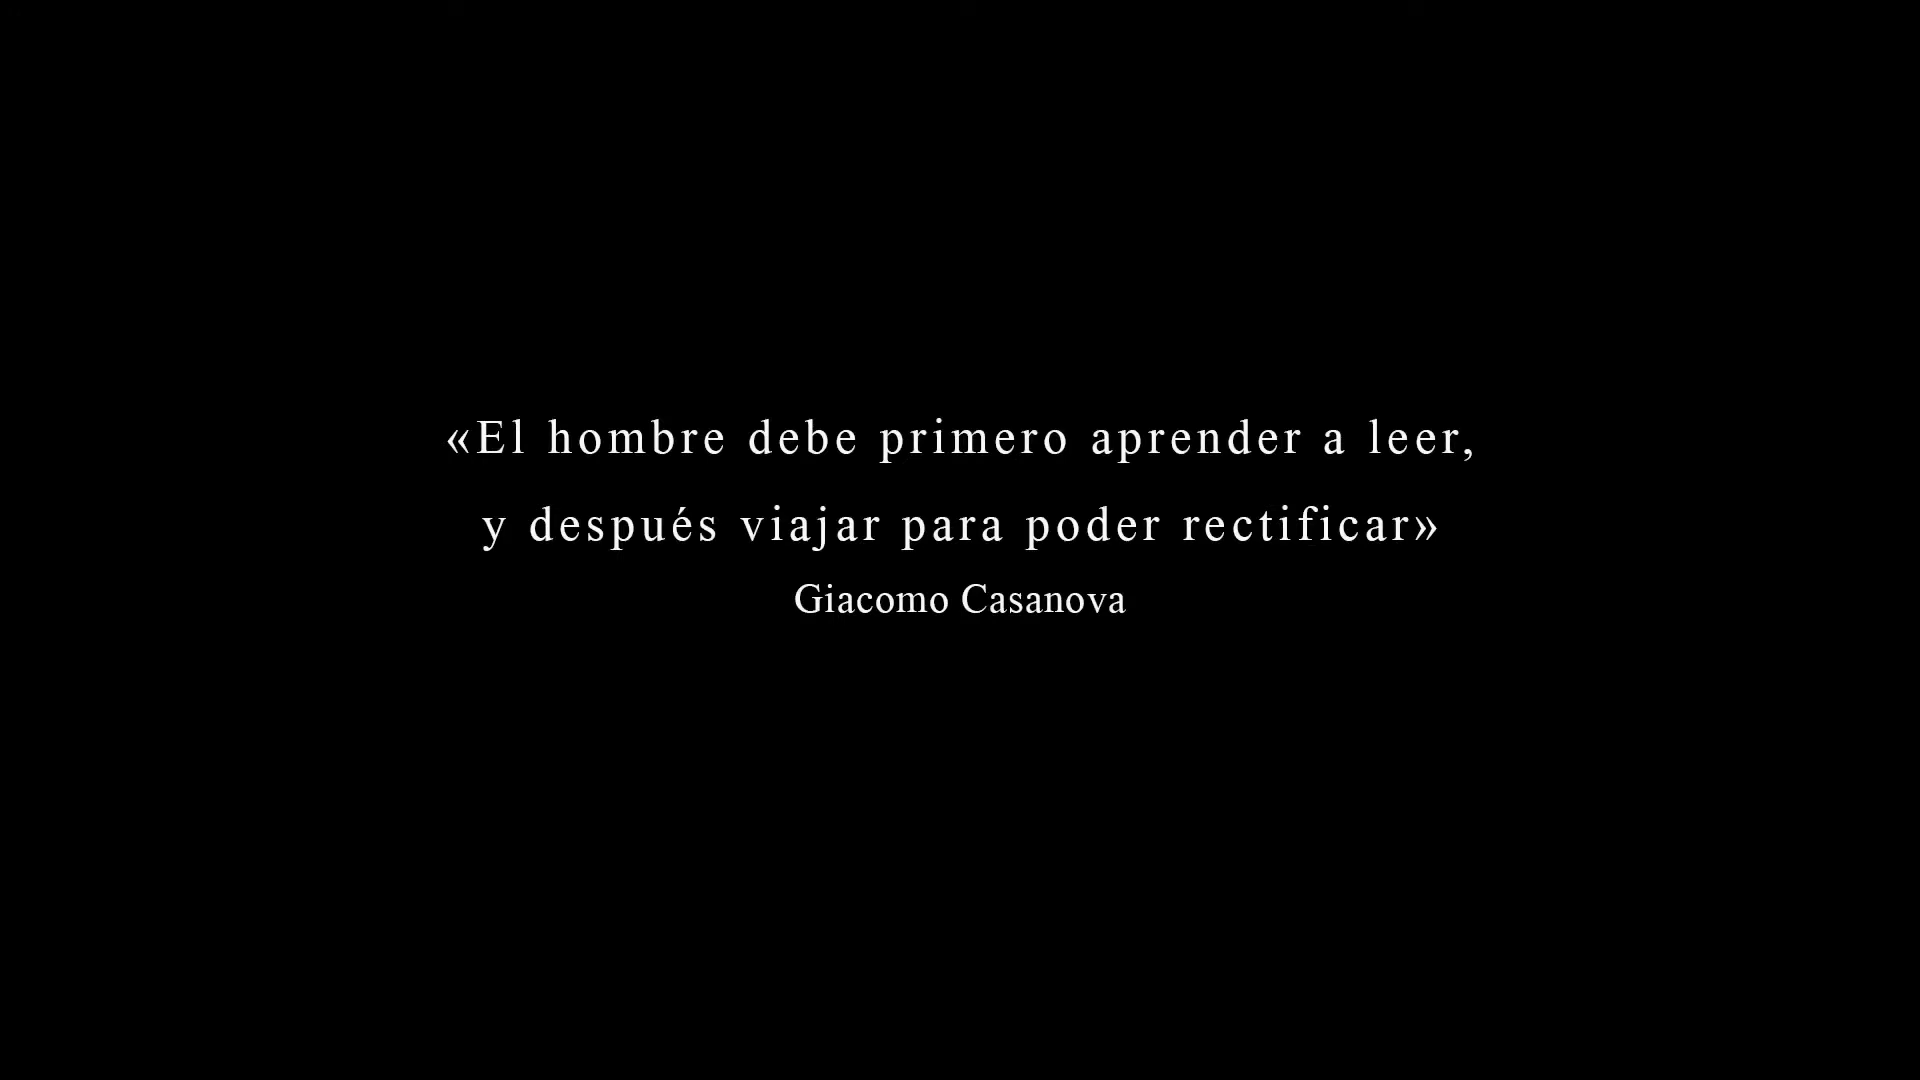 «El hombre debe primero aprender a leer,
y después viajar para poder rectificar»
Giacomo Casanova